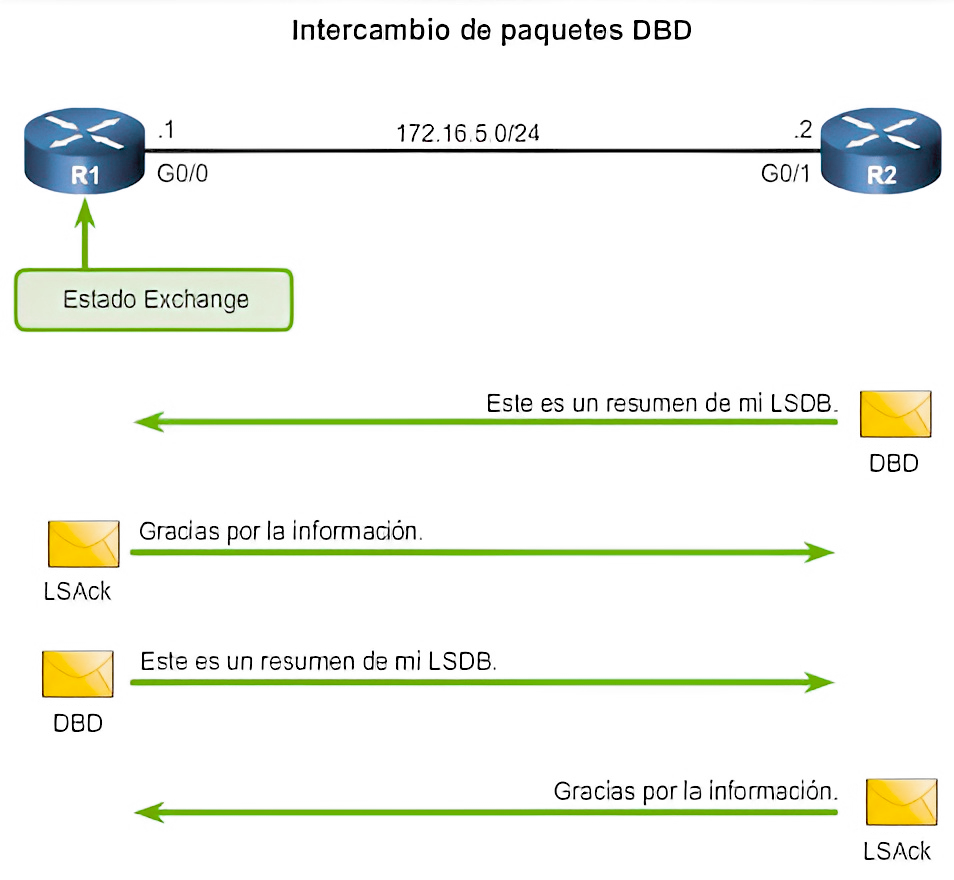 Intercambio de paquetes DBD
.1
172.16.5.0/24
.2
R1
G0/0
G0/1
R2
Estado Exchange
Este es un resumen de mi LSDB.
DBD
Gracias por la información.
LSAck
Este es un resumen de mi LSDB.
DBD
Gracias por la información.
LSAck